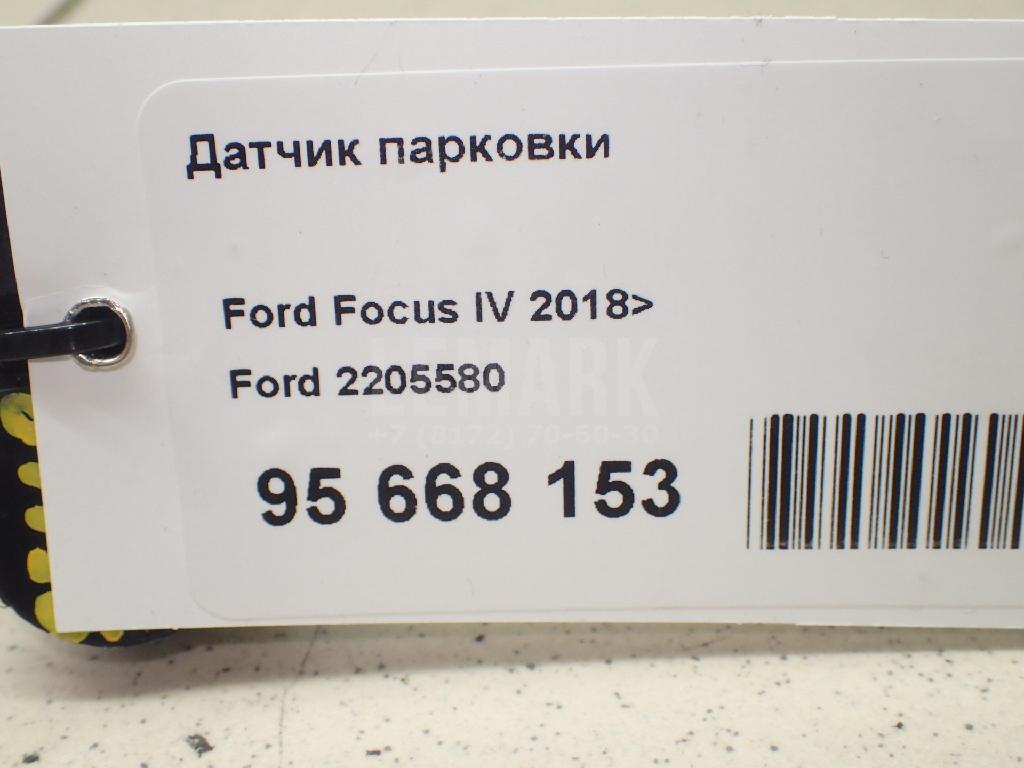 Датчик парковки
Ford Focus IV 2018>
Ford 2205580
LEMARK
+7 (8172) 70-60-30
95 668 153